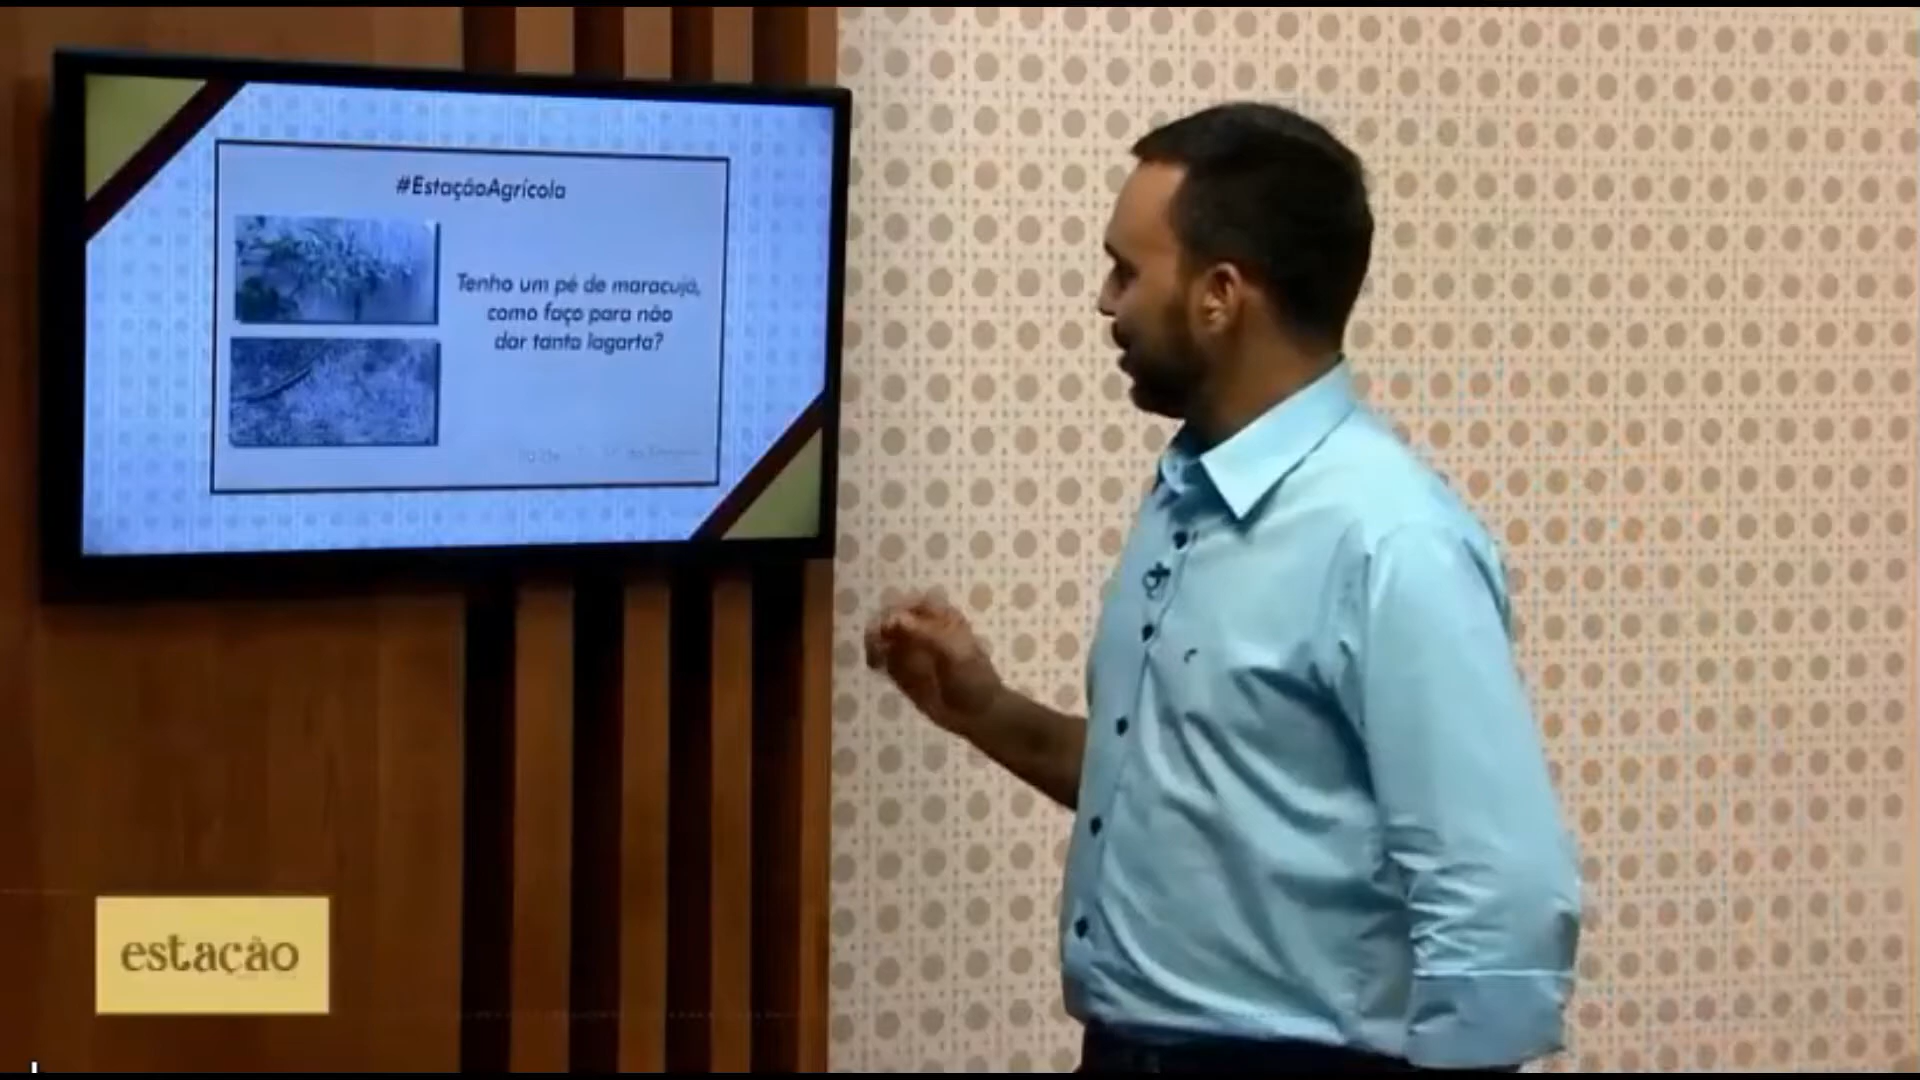 #EstaçãoAgrícola
Tenho um pé de maracujá,
como faço para não
dar tanta lagarta?
estação